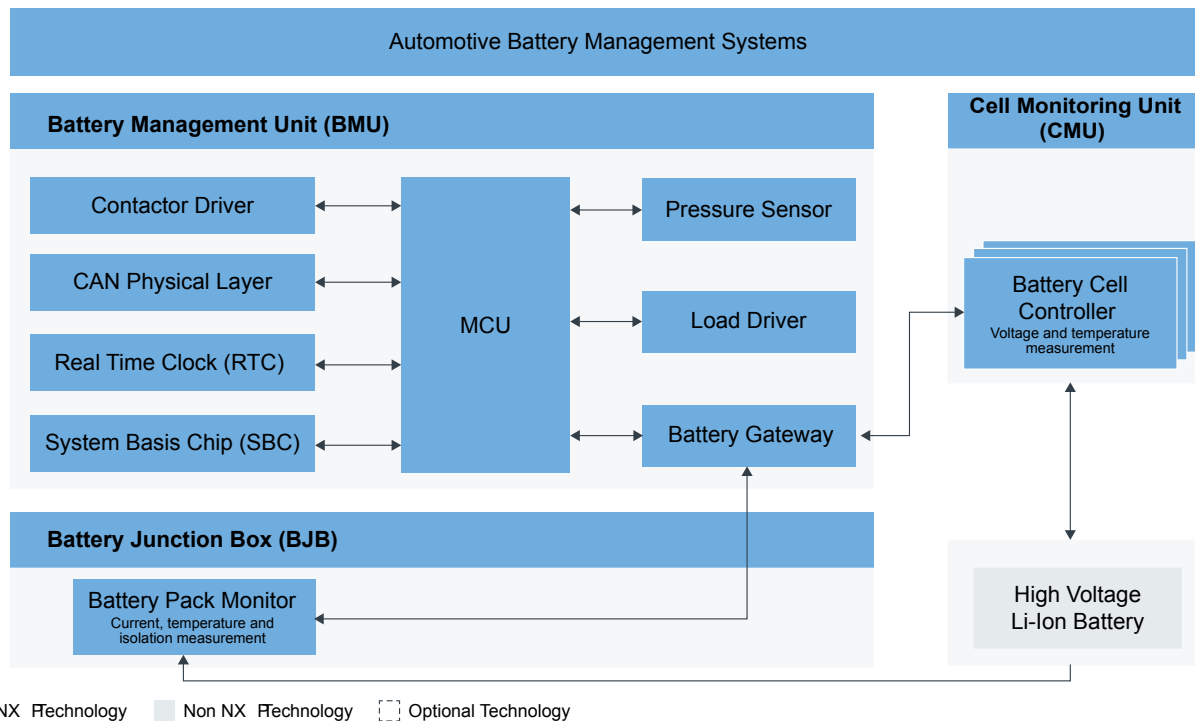 Automotive Battery Management Systems
Battery Management Unit (BMU)
Contactor Driver
CAN Physical Layer
Real Time Clock (RTC)
System Basis Chip (SBC)
MCU
Pressure Sensor
Load Driver
Battery Gateway
Cell Monitoring Unit
(CMU)
Battery Cell
Controller
Voltage and temperature
measurement
Battery Junction Box (BJB)
Battery Pack Monitor
Current, temperature and
isolation measurement
High Voltage
Li-Ion Battery
NX PTechnology
Non NX PTechnology
Optional Technology